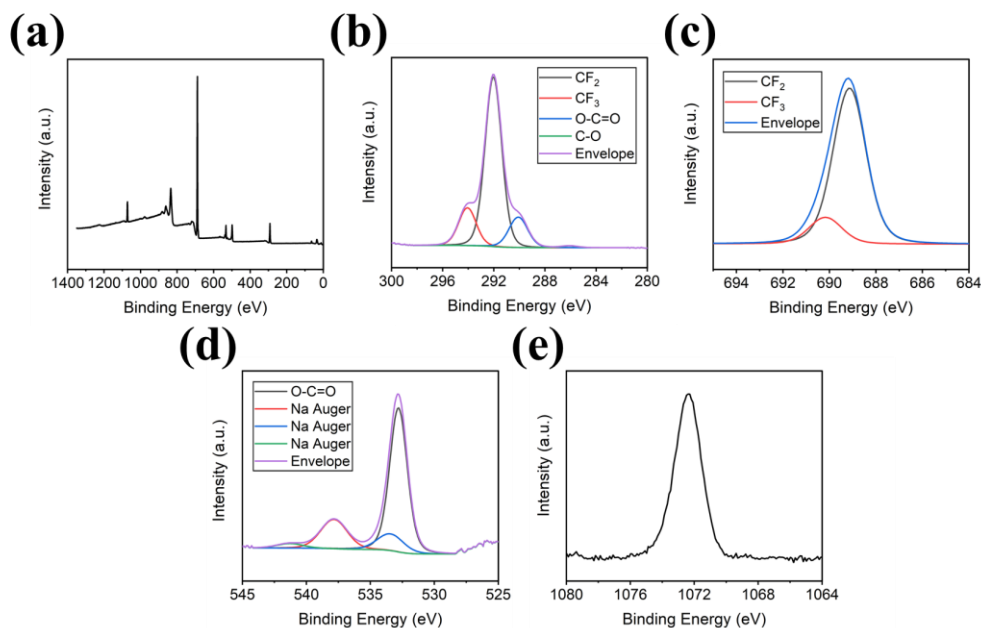 (a)
Intensity (a.u.)
1400 1200 1000 800 600 400 200 0
Binding Energy (eV)
(b)
Intensity (a.u.)
CF₂
CF₃
O-C=O
C-O
Envelope
300 296 292 288 284 280
Binding Energy (eV)
(c)
Intensity (a.u.)
CF₂
CF₃
Envelope
694 692 690 688 686 684
Binding Energy (eV)
(d)
Intensity (a.u.)
O-C=O
Na Auger
Na Auger
Na Auger
Envelope
545 540 535 530 525
Binding Energy (eV)
(e)
Intensity (a.u.)
1080 1076 1072 1068 1064
Binding Energy (eV)